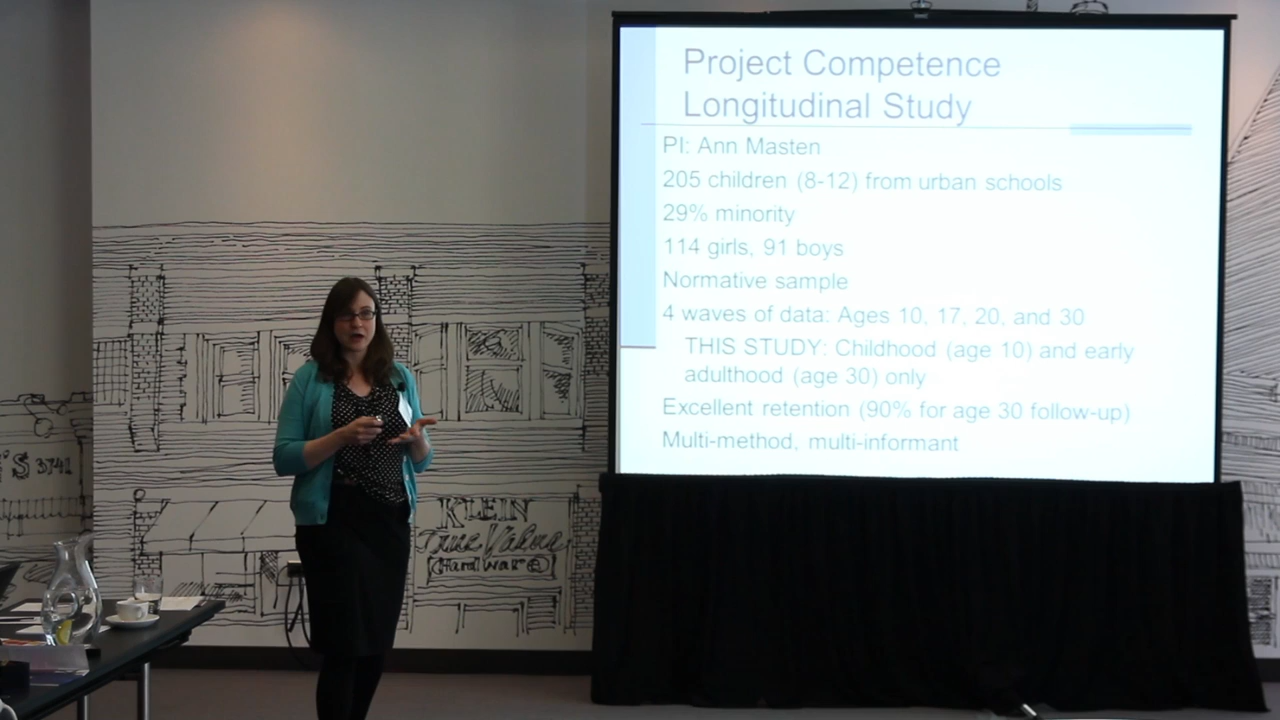 Project Competence
Longitudinal Study
PI: Ann Masten
205 children (8-12) from urban schools
29% minority
114 girls, 91 boys
Normative sample
4 waves of data: Ages 10, 17, 20, and 30
THIS STUDY: Childhood (age 10) and early
adulthood (age 30) only
Excellent retention (90% for age 30 follow-up)
Multi-method, multi-informant
'S 3741
KLEIN
True Value
Hardware